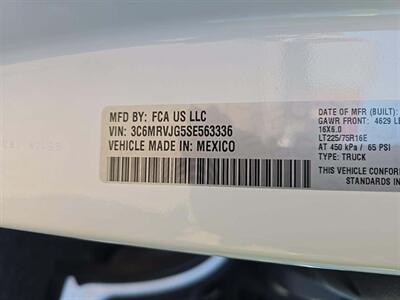 MFD BY: FCA US LLC
VIN: 3C6MRVJG5SE563336
VEHICLE MADE IN: MEXICO
DATE OF MFR (BUILT):
GAWR FRONT: 4629 LB
16X6.0
LT225/75R16E
AT 450 kPa / 65 PSI
TYPE: TRUCK
THIS VEHICLE CONFORM
STANDARDS IN